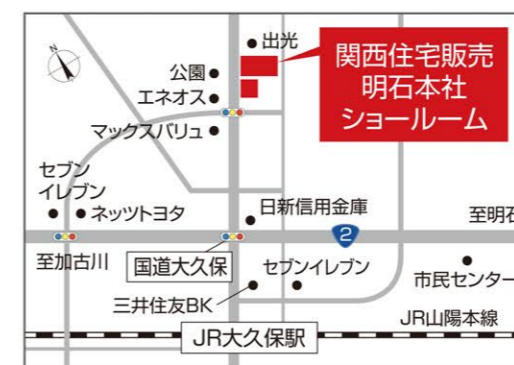 出光
関西住宅販売
明石本社
ショールーム
公園
エネオス
マックスバリュ
セブン
イレブン
ネッツトヨタ
日新信用金庫
2
至明石
至加古川
国道大久保
セブンイレブン
市民センター
三井住友BK
JR山陽本線
JR大久保駅